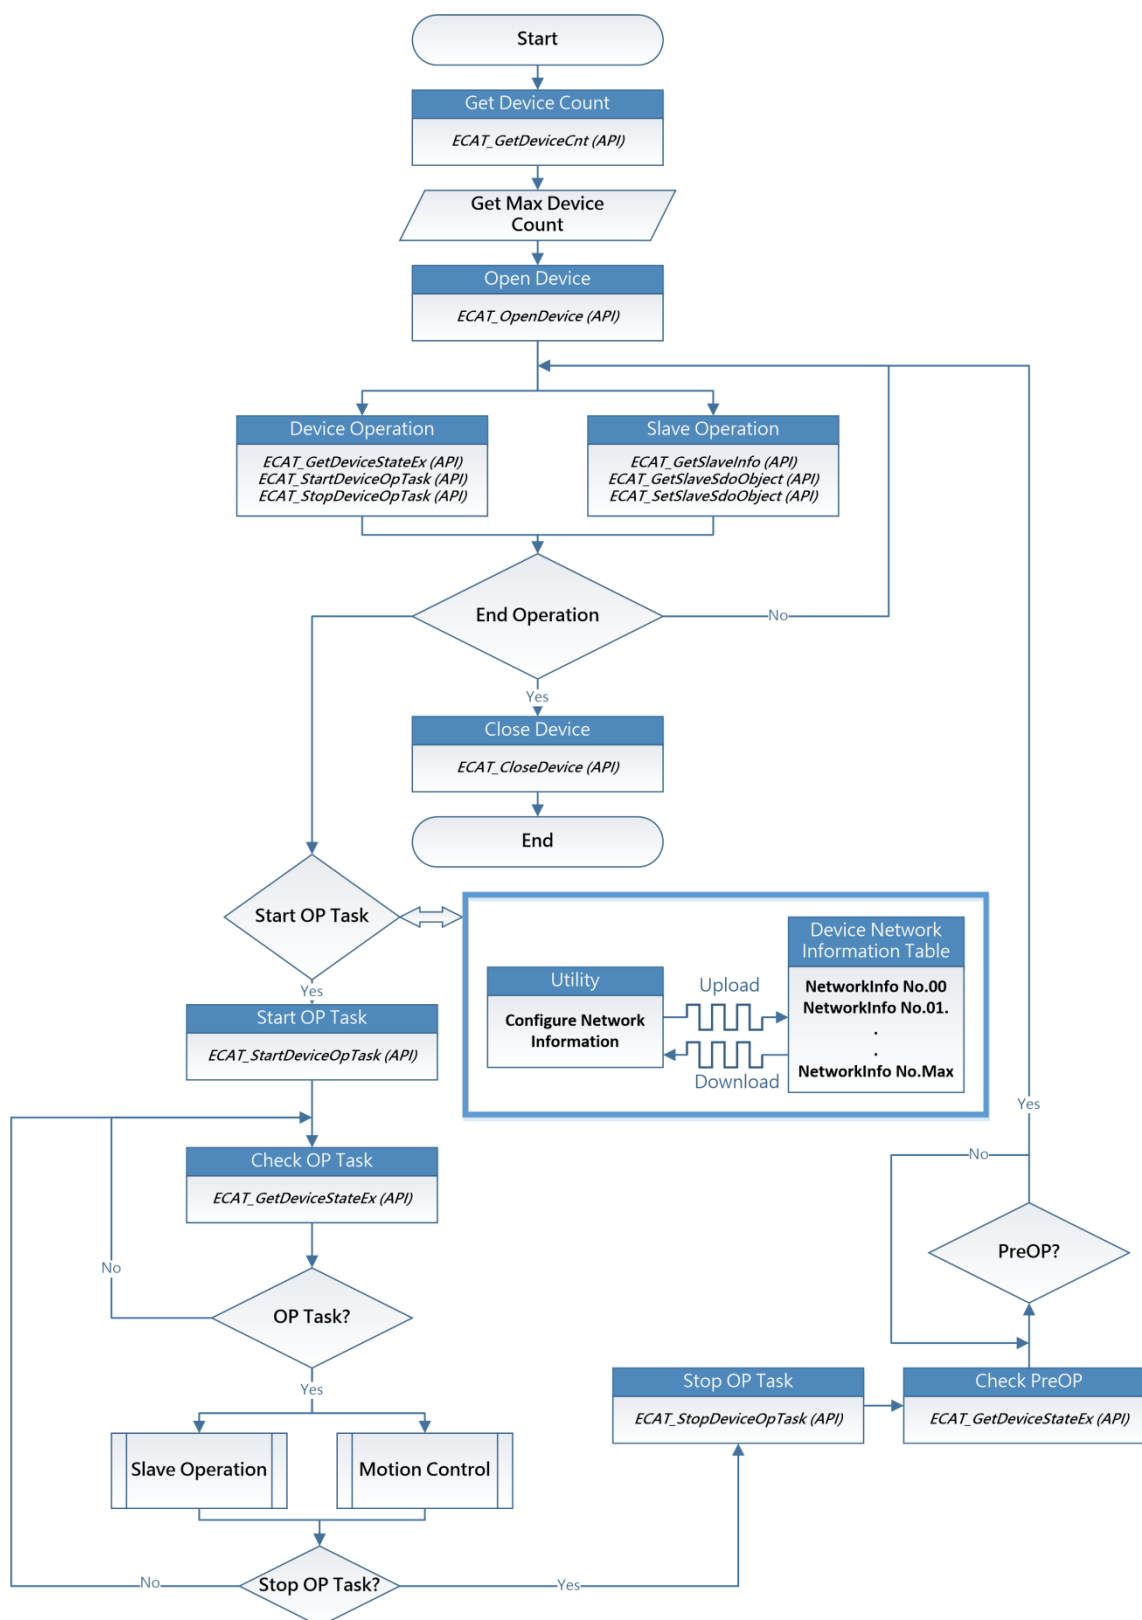 Start
Get Device Count
ECAT_GetDeviceCnt (API)
Get Max Device
Count
Open Device
ECAT_OpenDevice (API)
Device Operation
ECAT_GetDeviceStateEx (API)
ECAT_StartDeviceOpTask (API)
ECAT_StopDeviceOpTask (API)
Slave Operation
ECAT_GetSlaveInfo (API)
ECAT_GetSlaveSdoObject (API)
ECAT_SetSlaveSdoObject (API)
End Operation
No
Yes
Close Device
ECAT_CloseDevice (API)
End
Start OP Task
Yes
Utility
Configure Network
Information
Upload
Download
Device Network
Information Table
NetworkInfo No.00
NetworkInfo No.01.
.
.
NetworkInfo No.Max
Start OP Task
ECAT_StartDeviceOpTask (API)
Check OP Task
ECAT_GetDeviceStateEx (API)
No
OP Task?
Yes
Slave Operation
Motion Control
No
Stop OP Task?
Yes
Stop OP Task
ECAT_StopDeviceOpTask (API)
Check PreOP
ECAT_GetDeviceStateEx (API)
PreOP?
No
Yes